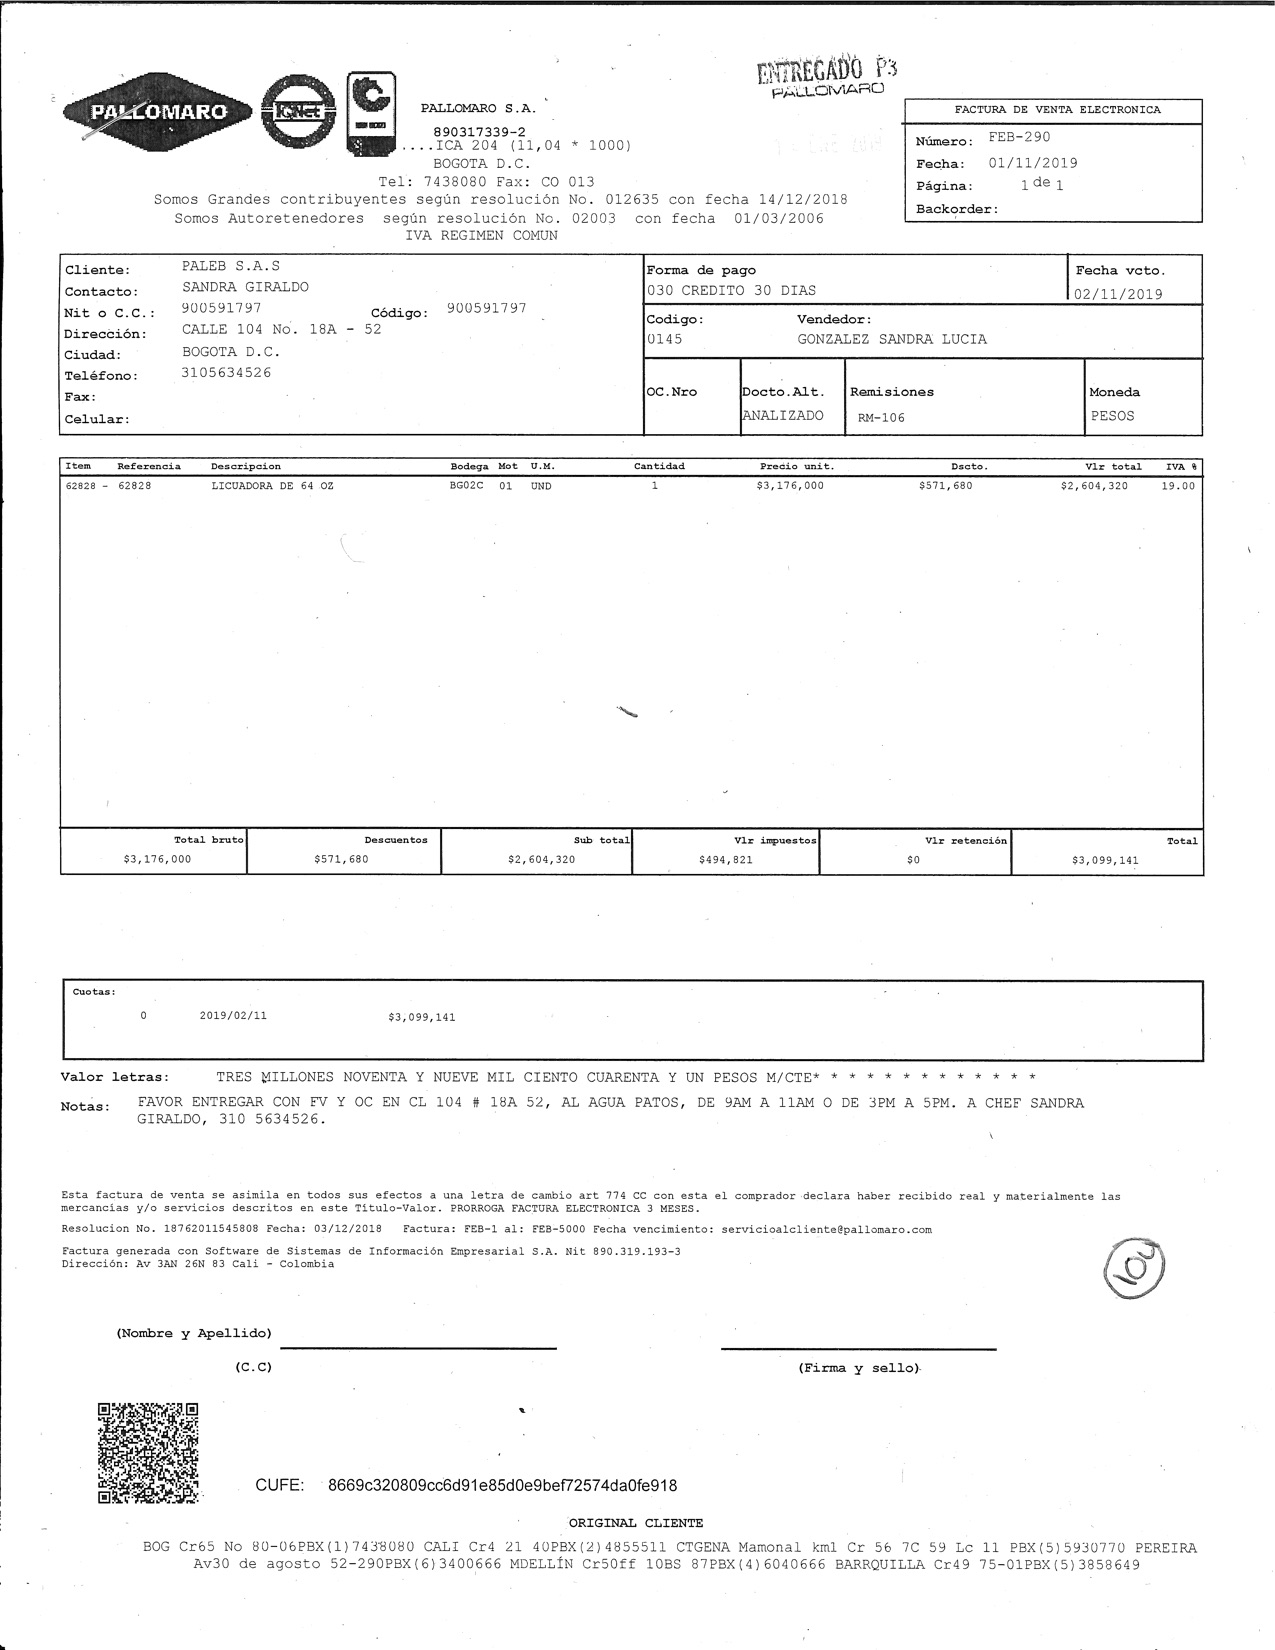 ENTREGADO P3
PALLOMARO
PALLOMARO
IQNet
PALLOMARO S.A.
890317339-2
....ICA 204 (11,04 * 1000)
BOGOTA D.C.
Tel: 7438080 Fax: CO 013
Somos Grandes contribuyentes según resolución No. 012635 con fecha 14/12/2018
Somos Autoretenedores según resolución No. 02003 con fecha 01/03/2006
IVA REGIMEN COMUN
FACTURA DE VENTA ELECTRONICA
Número: FEB-290
Fecha: 01/11/2019
Página: 1 de 1
Backorder:
Cliente: PALEB S.A.S
Contacto: SANDRA GIRALDO
Nit o C.C.: 900591797 Código: 900591797
Dirección: CALLE 104 No. 18A - 52
Ciudad: BOGOTA D.C.
Teléfono: 3105634526
Fax:
Celular:
Forma de pago Fecha vcto.
030 CREDITO 30 DIAS 02/11/2019
Codigo: Vendedor:
0145 GONZALEZ SANDRA LUCIA
OC.Nro Docto.Alt. Remisiones Moneda
ANALIZADO RM-106 PESOS
Item Referencia Descripcion Bodega Mot U.M. Cantidad Precio unit. Dscto. Vlr total IVA %
62828 - 62828 LICUADORA DE 64 OZ BG02C 01 UND 1 $3,176,000 $571,680 $2,604,320 19.00
Total bruto Descuentos Sub total Vlr impuestos Vlr retención Total
$3,176,000 $571,680 $2,604,320 $494,821 $0 $3,099,141
Cuotas:
0 2019/02/11 $3,099,141
Valor letras: TRES MILLONES NOVENTA Y NUEVE MIL CIENTO CUARENTA Y UN PESOS M/CTE* * * * * * * * * * * * *
Notas: FAVOR ENTREGAR CON FV Y OC EN CL 104 # 18A 52, AL AGUA PATOS, DE 9AM A 11AM O DE 3PM A 5PM. A CHEF SANDRA
GIRALDO, 310 5634526.
Esta factura de venta se asimila en todos sus efectos a una letra de cambio art 774 CC con esta el comprador declara haber recibido real y materialmente las
mercancias y/o servicios descritos en este Titulo-Valor. PRORROGA FACTURA ELECTRONICA 3 MESES.
Resolucion No. 18762011545808 Fecha: 03/12/2018 Factura: FEB-1 al: FEB-5000 Fecha vencimiento: servicioalcliente@pallomaro.com
Factura generada con Software de Sistemas de Información Empresarial S.A. Nit 890.319.193-3
Dirección: Av 3AN 26N 83 Cali - Colombia
(Nombre y Apellido)
(C.C) (Firma y sello)
CUFE: 8669c320809cc6d91e85d0e9bef72574da0fe918
ORIGINAL CLIENTE
BOG Cr65 No 80-06PBX(1)7438080 CALI Cr4 21 40PBX(2)4855511 CTGENA Mamonal km1 Cr 56 7C 59 Lc 11 PBX(5)5930770 PEREIRA
Av30 de agosto 52-290PBX(6)3400666 MDELLÍN Cr50ff 10BS 87PBX(4)6040666 BARRQUILLA Cr49 75-01PBX(5)3858649